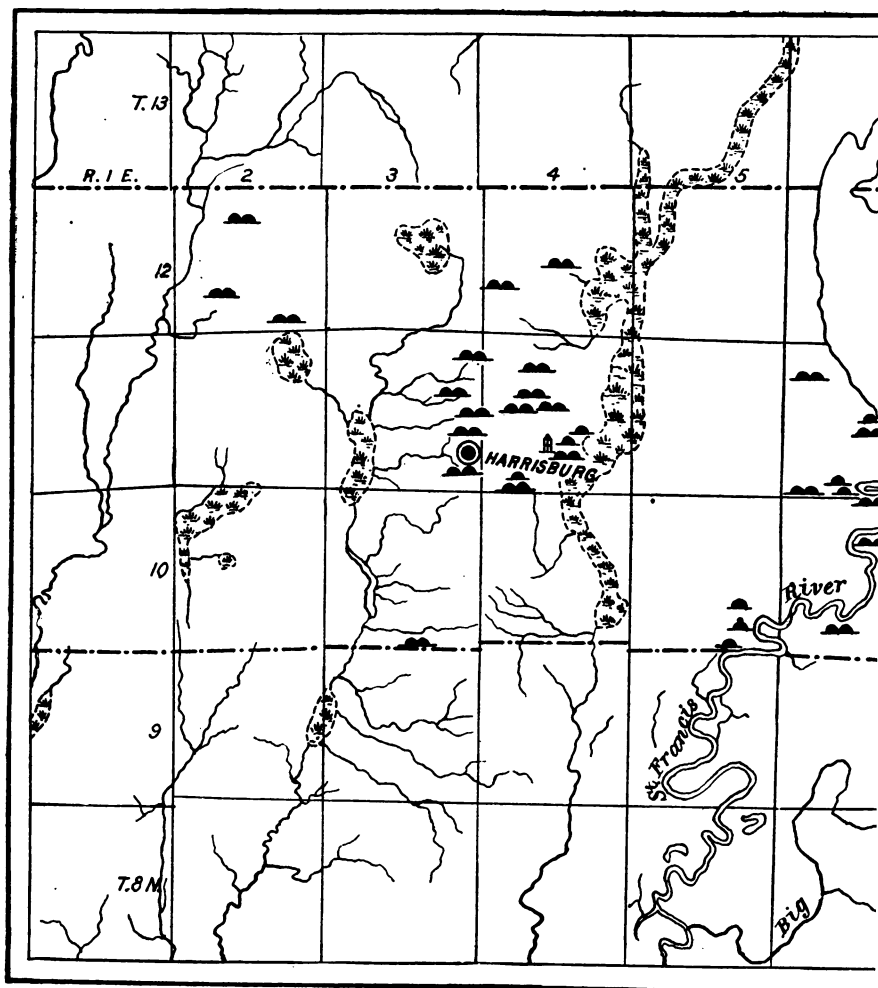 T. 13
R. 1 E. 2 3 4 5
12
HARRISBURG
10
River
9
St. Francis
T. 8 N.
Big